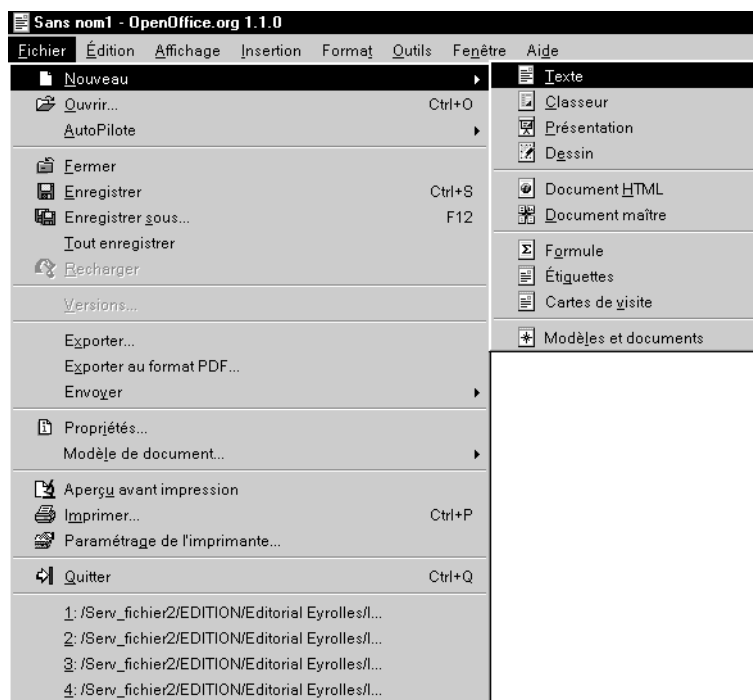 Sans nom1 - OpenOffice.org 1.1.0
Fichier Édition Affichage Insertion Format Outils Fenêtre Aide
Nouveau
Ouvrir... Ctrl+O
AutoPilote
Fermer
Enregistrer Ctrl+S
Enregistrer sous... F12
Tout enregistrer
Recharger
Versions...
Exporter...
Exporter au format PDF...
Envoyer
Propriétés...
Modèle de document...
Aperçu avant impression
Imprimer... Ctrl+P
Paramétrage de l'imprimante...
Quitter Ctrl+Q
1: /Serv_fichier2/EDITION/Editorial Eyrolles/I...
2: /Serv_fichier2/EDITION/Editorial Eyrolles/I...
3: /Serv_fichier2/EDITION/Editorial Eyrolles/I...
4: /Serv_fichier2/EDITION/Editorial Eyrolles/I...
Texte
Classeur
Présentation
Dessin
Document HTML
Document maître
Formule
Étiquettes
Cartes de visite
Modèles et documents